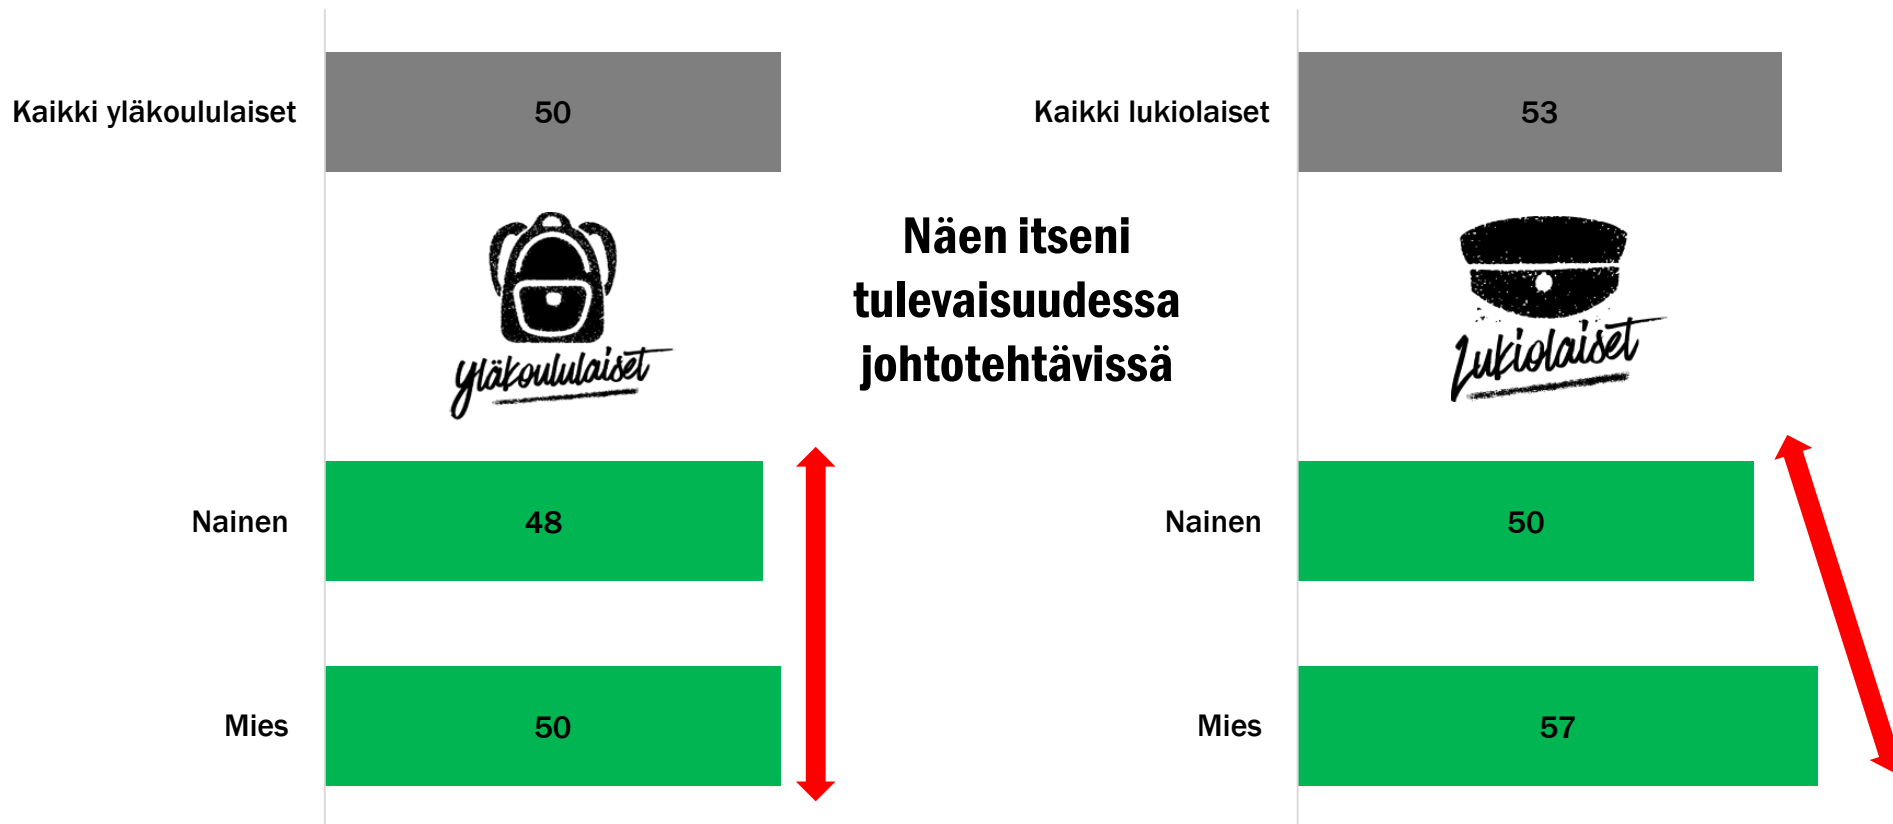 Kaikki yläkoululaiset
50
Kaikki lukiolaiset
53
Yläkoululaiset
Näen itseni
tulevaisuudessa
johtotehtävissä
Lukiolaiset
Nainen
48
Nainen
50
Mies
50
Mies
57